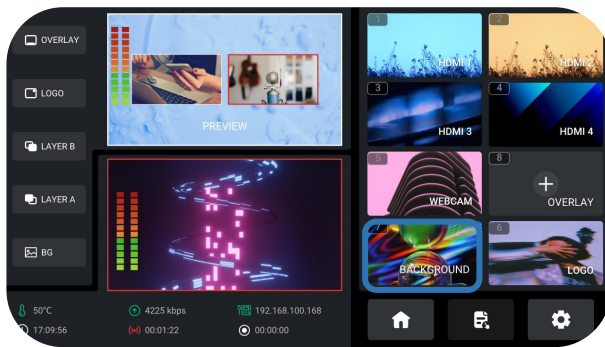 OVERLAY
LOGO
LAYER B
LAYER A
BG
PREVIEW
50°C
4225 kbps
192.168.100.168
17:09:56
00:01:22
00:00:00
1
HDMI 1
2
HDMI 2
3
HDMI 3
4
HDMI 4
5
WEBCAM
8
OVERLAY
7
BACKGROUND
6
LOGO